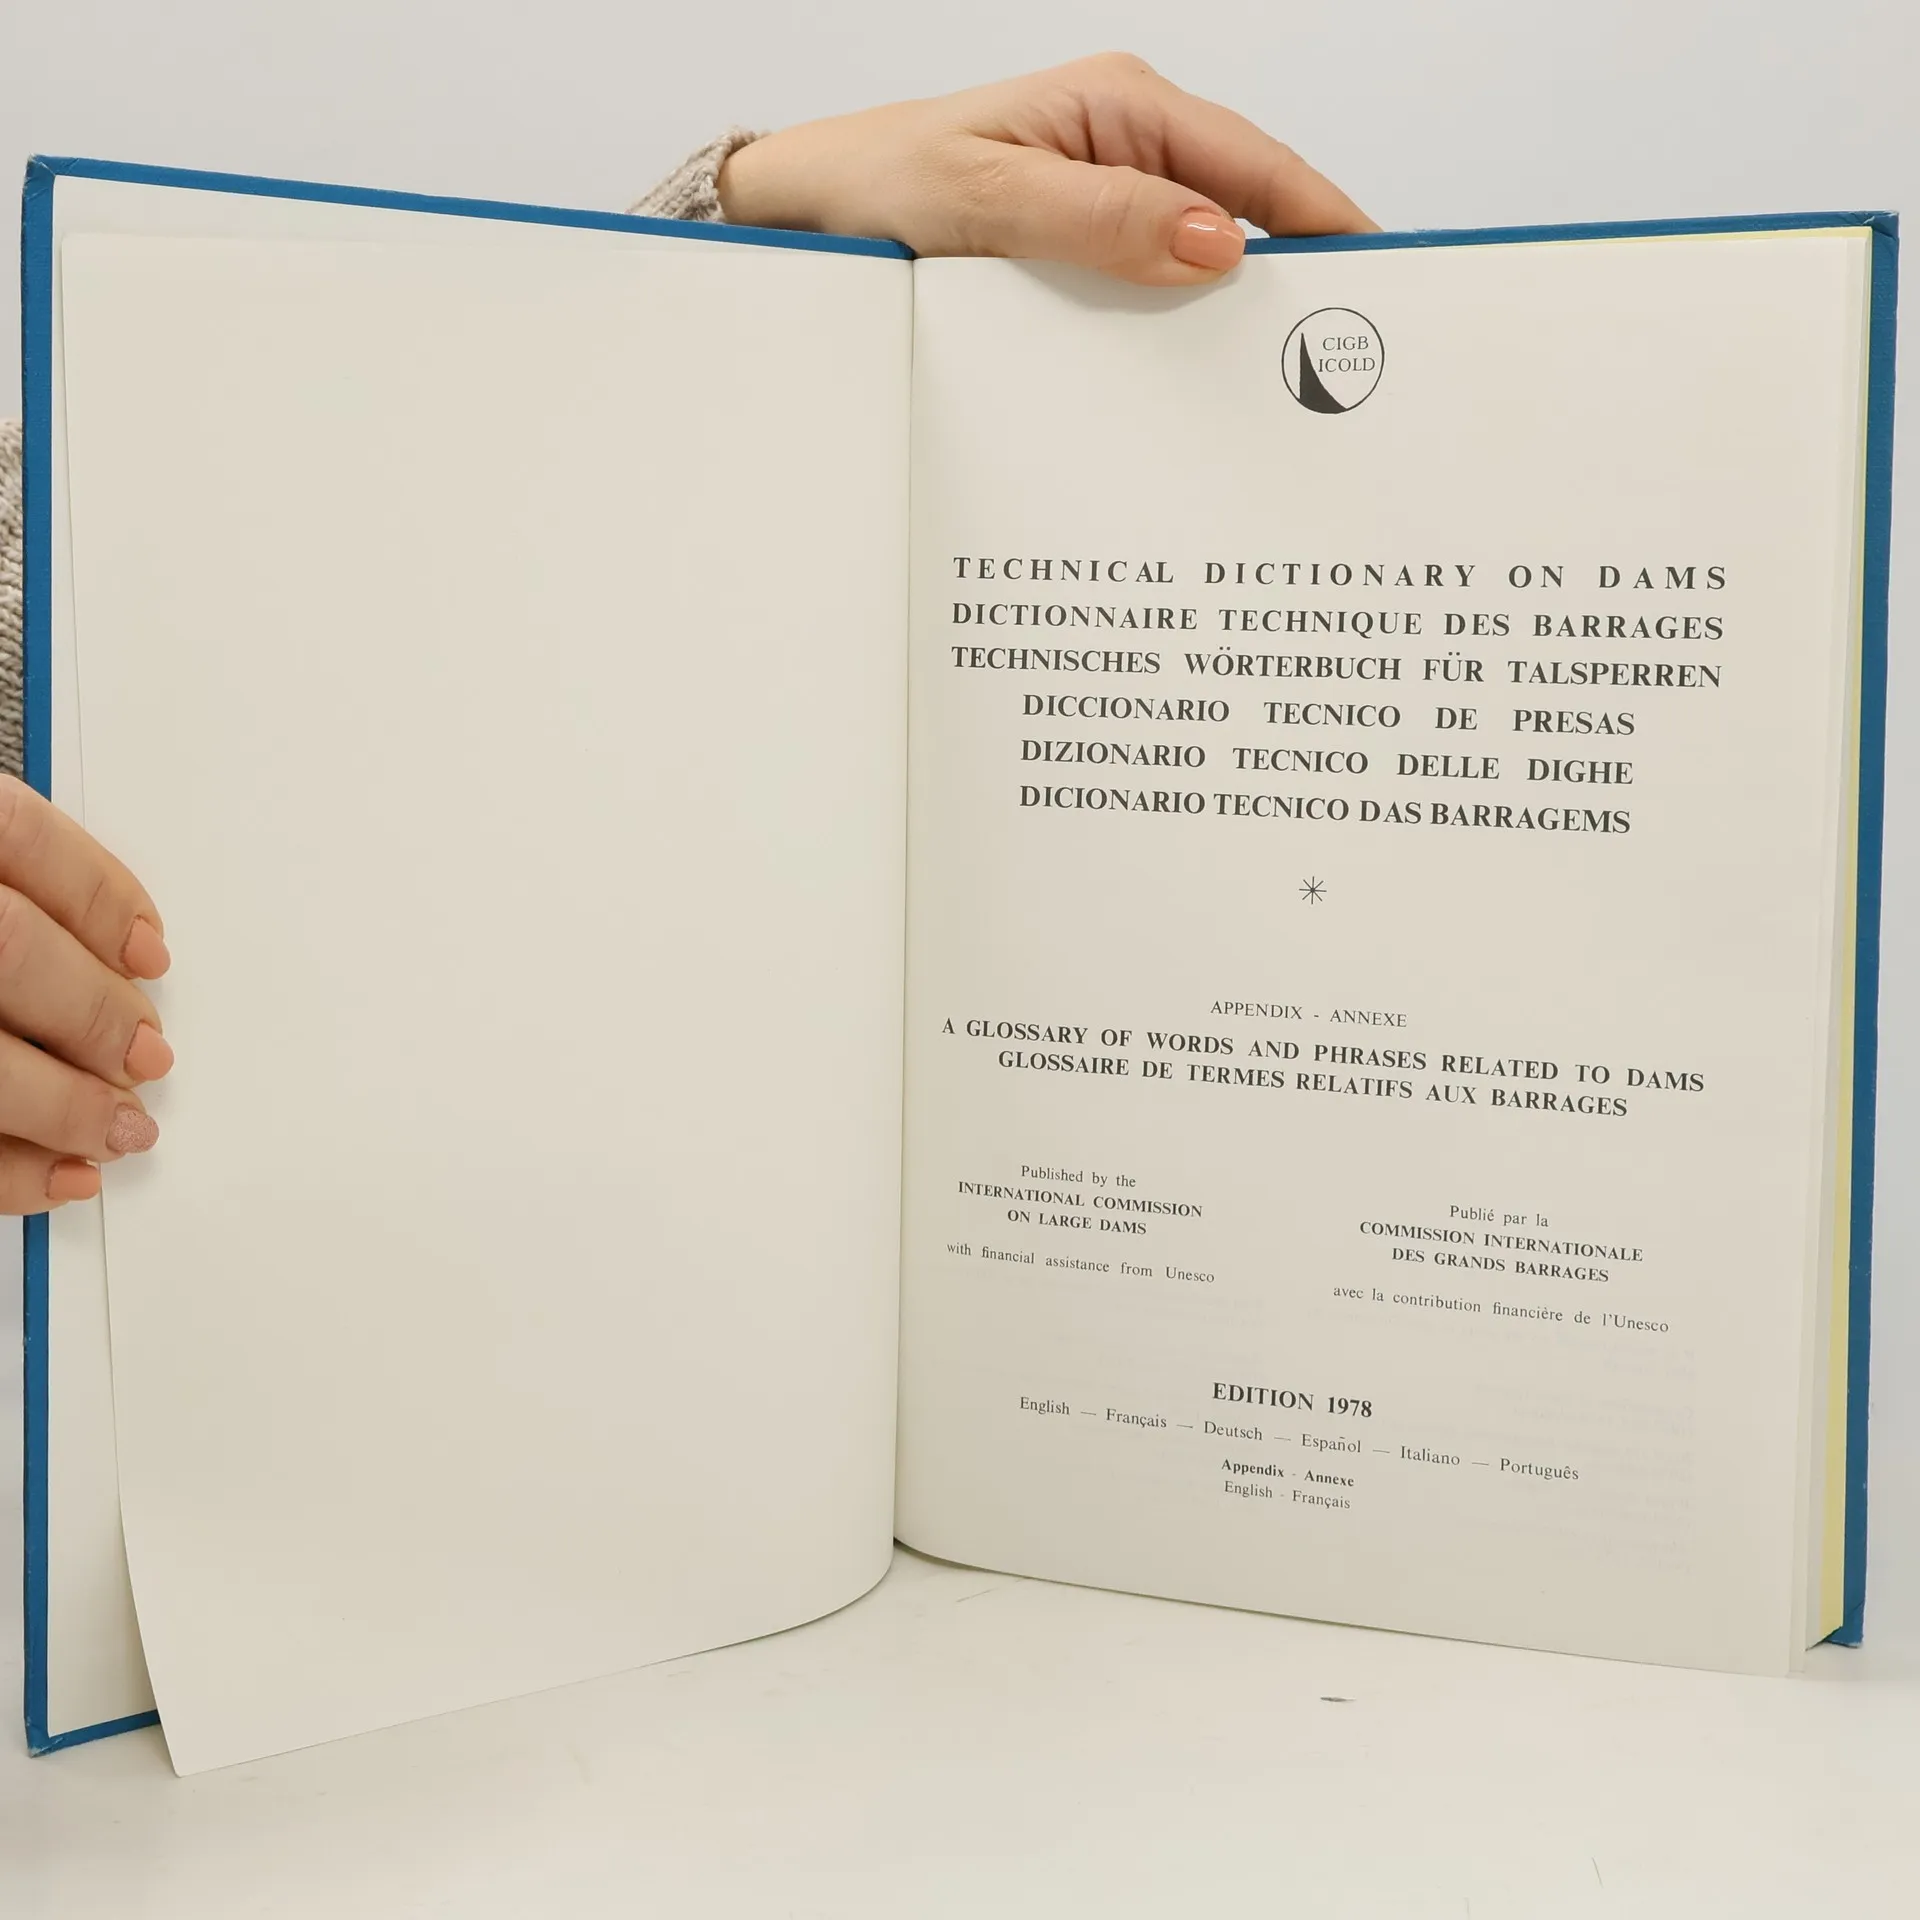 CIGB
ICOLD
TECHNICAL DICTIONARY ON DAMS
DICTIONNAIRE TECHNIQUE DES BARRAGES
TECHNISCHES WÖRTERBUCH FÜR TALSPERREN
DICCIONARIO TECNICO DE PRESAS
DIZIONARIO TECNICO DELLE DIGHE
DICIONARIO TECNICO DAS BARRAGEMS
APPENDIX - ANNEXE
A GLOSSARY OF WORDS AND PHRASES RELATED TO DAMS
GLOSSAIRE DE TERMES RELATIFS AUX BARRAGES
Published by the
INTERNATIONAL COMMISSION
ON LARGE DAMS
with financial assistance from Unesco
Publié par la
COMMISSION INTERNATIONALE
DES GRANDS BARRAGES
avec la contribution financière de l'Unesco
EDITION 1978
English — Français — Deutsch — Español — Italiano — Português
Appendix - Annexe
English - Français